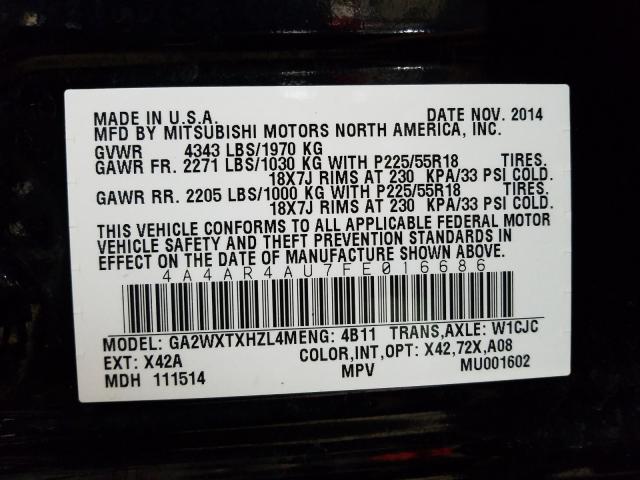 MADE IN U.S.A. DATE NOV. 2014
MFD BY MITSUBISHI MOTORS NORTH AMERICA, INC.
GVWR 4343 LBS/1970 KG
GAWR FR. 2271 LBS/1030 KG WITH P225/55R18 TIRES.
18X7J RIMS AT 230 KPA/33 PSI COLD.
GAWR RR. 2205 LBS/1000 KG WITH P225/55R18 TIRES.
18X7J RIMS AT 230 KPA/33 PSI COLD.
THIS VEHICLE CONFORMS TO ALL APPLICABLE FEDERAL MOTOR
VEHICLE SAFETY AND THEFT PREVENTION STANDARDS IN
EFFECT ON THE DATE OF MANUFACTURE SHOWN ABOVE.
4A4AR4AU7FE016686
MODEL: GA2WXTXHZL4MENG: 4B11 TRANS,AXLE: W1CJC
EXT: X42A COLOR,INT,OPT: X42,72X,A08
MDH 111514 MPV MU001602